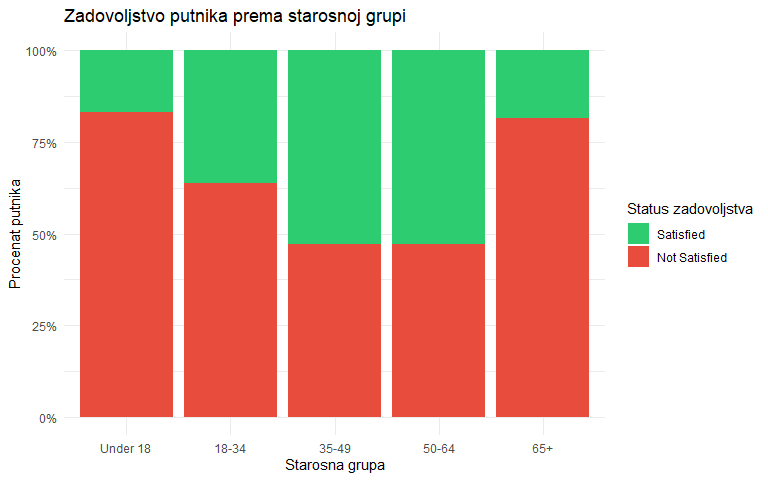 Zadovoljstvo putnika prema starosnoj grupi
100%
75%
50%
25%
0%
Procenat putnika
Under 18
18-34
35-49
50-64
65+
Starosna grupa
Status zadovoljstva
Satisfied
Not Satisfied